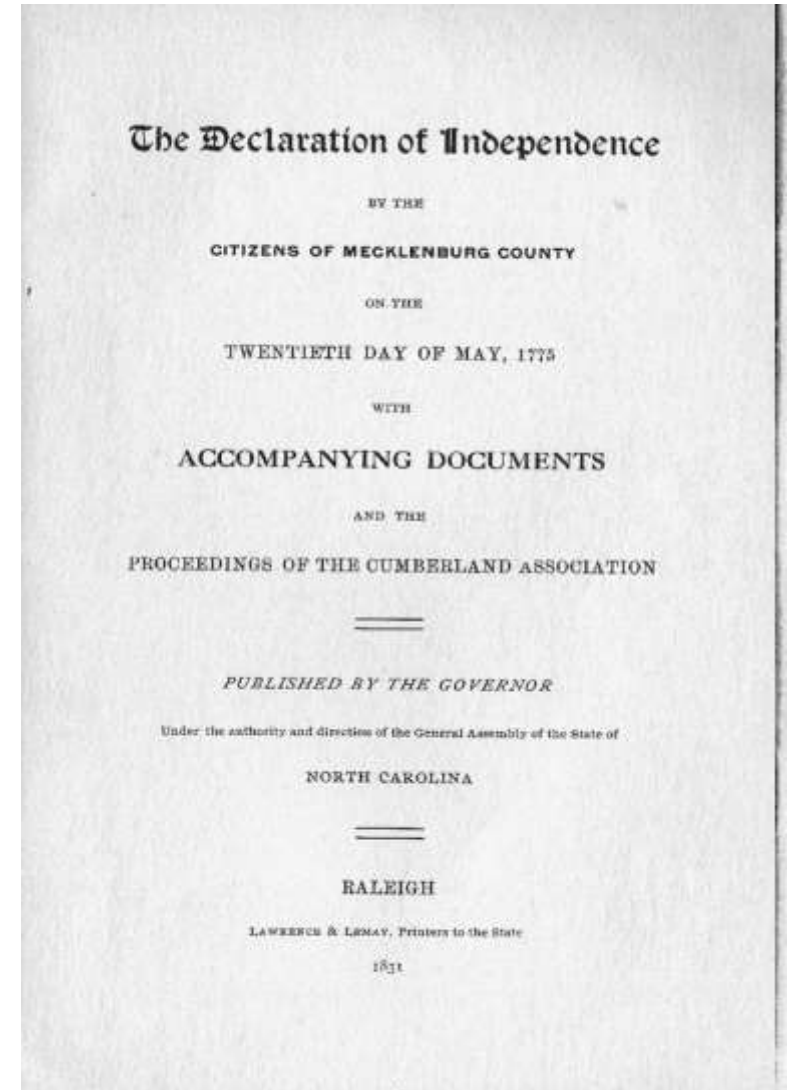 The Declaration of Independence
BY THE
CITIZENS OF MECKLENBURG COUNTY
ON THE
TWENTIETH DAY OF MAY, 1775
WITH
ACCOMPANYING DOCUMENTS
AND THE
PROCEEDINGS OF THE CUMBERLAND ASSOCIATION
PUBLISHED BY THE GOVERNOR
Under the authority and direction of the General Assembly of the State of
NORTH CAROLINA
RALEIGH
LAWRENCE & LEMAY, Printers to the State
1831